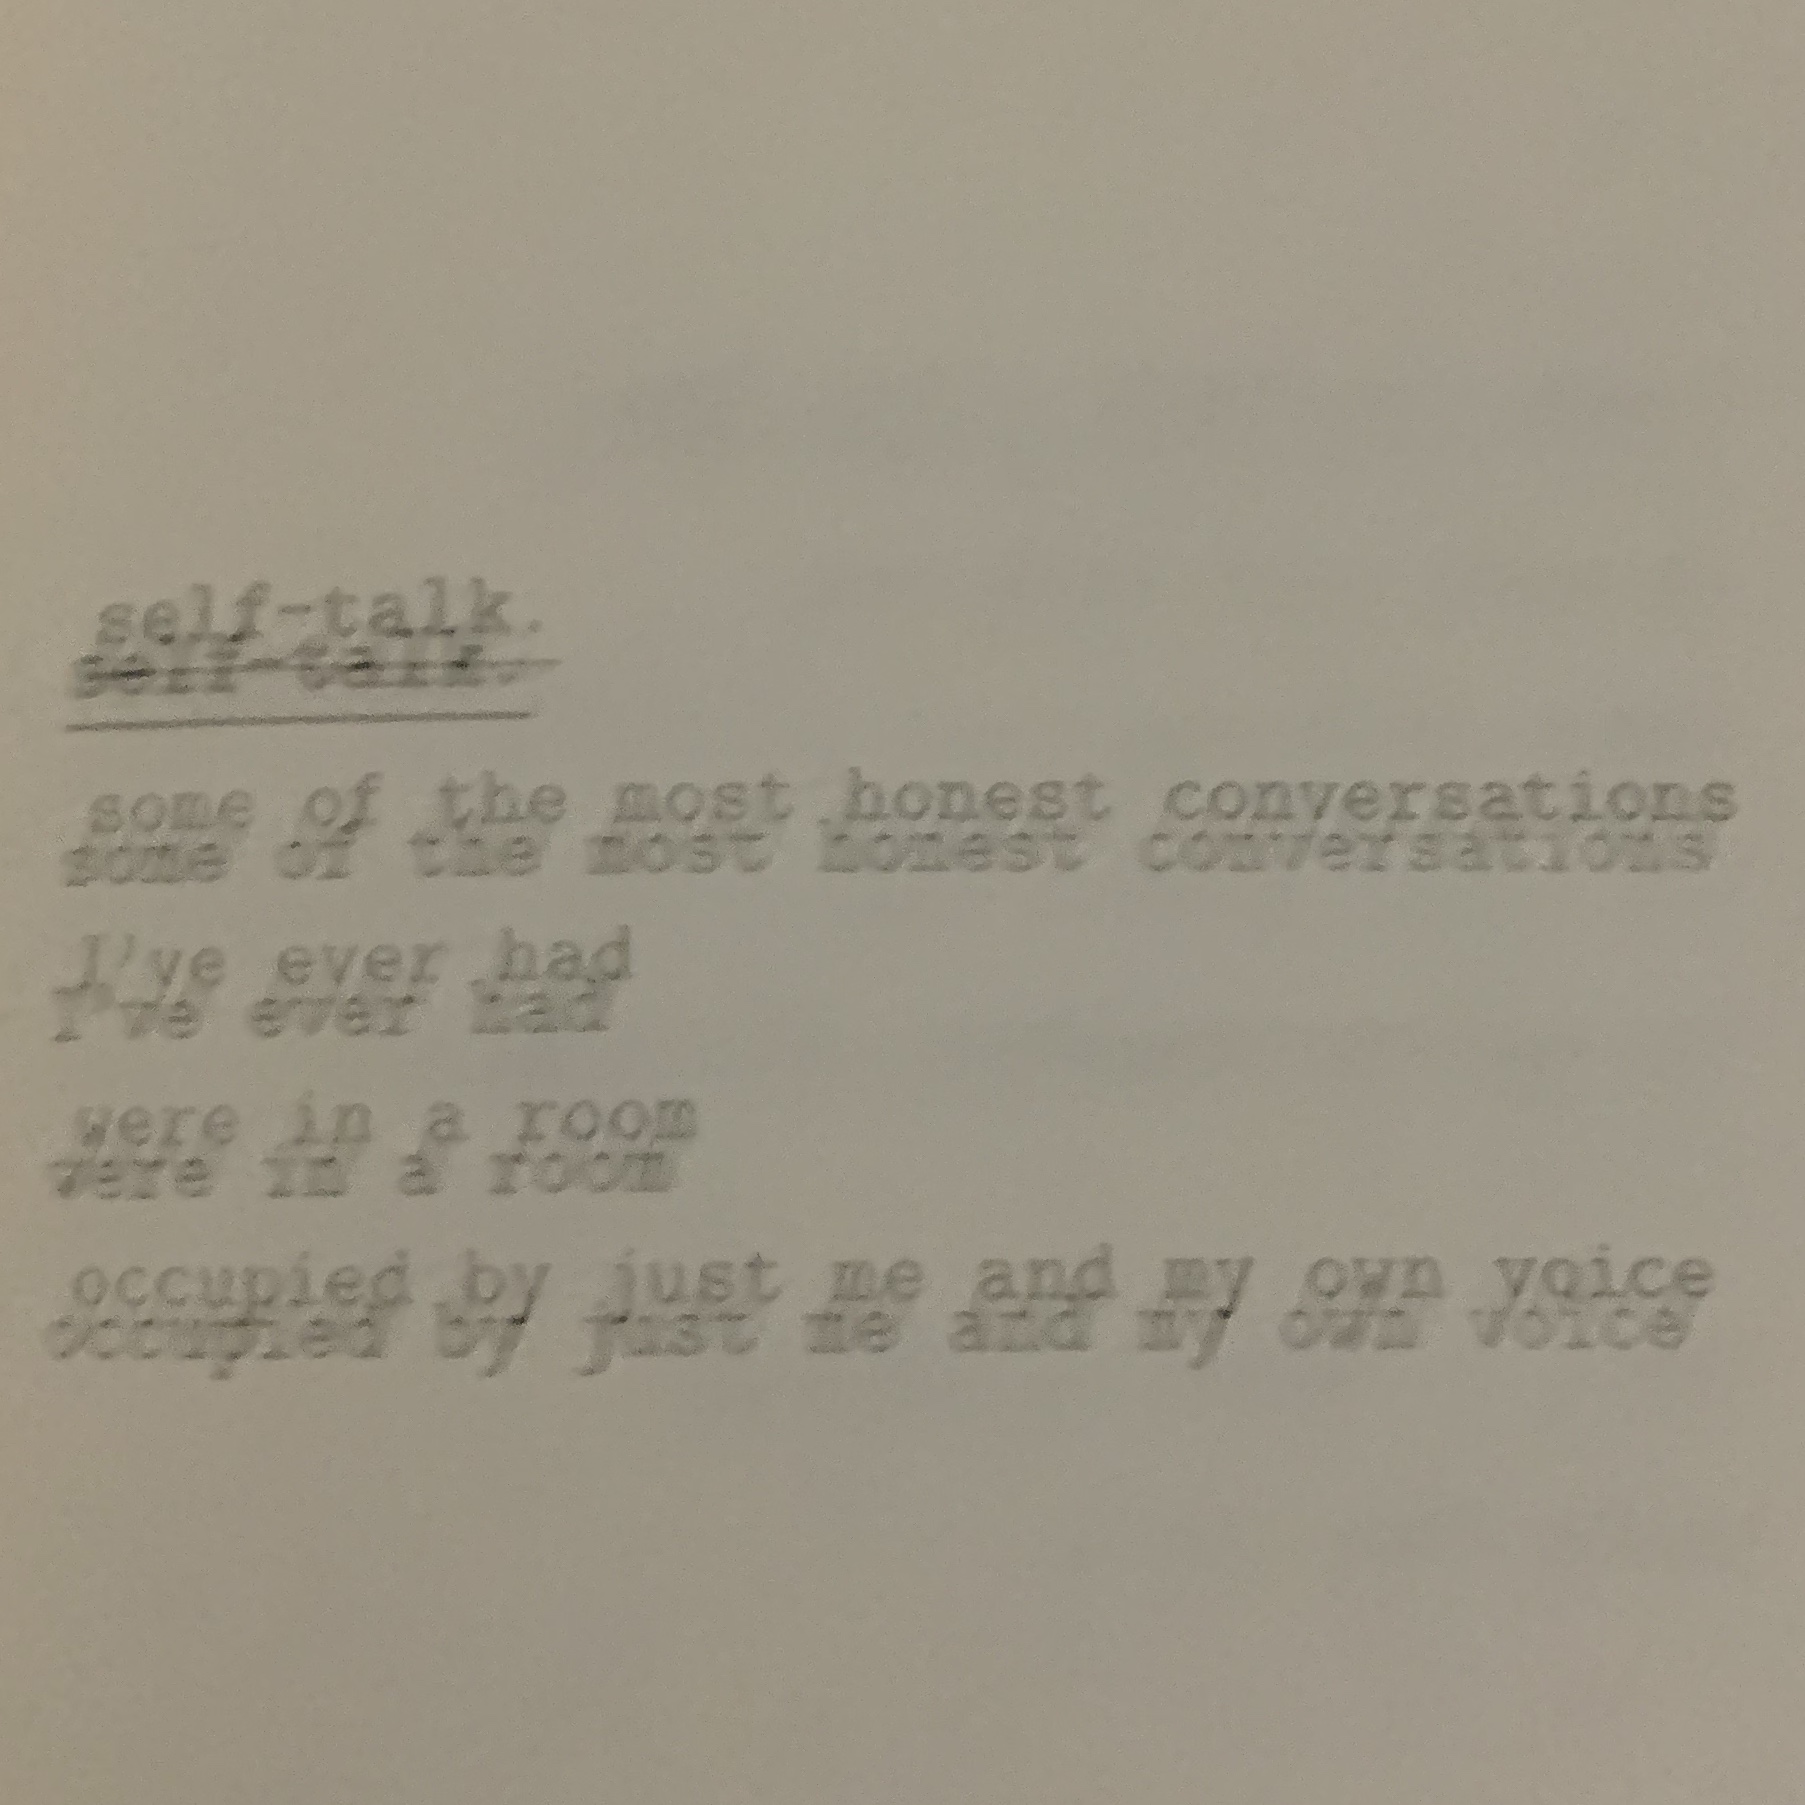 self-talk.
some of the most honest conversations
I've ever had
were in a room
occupied by just me and my own voice